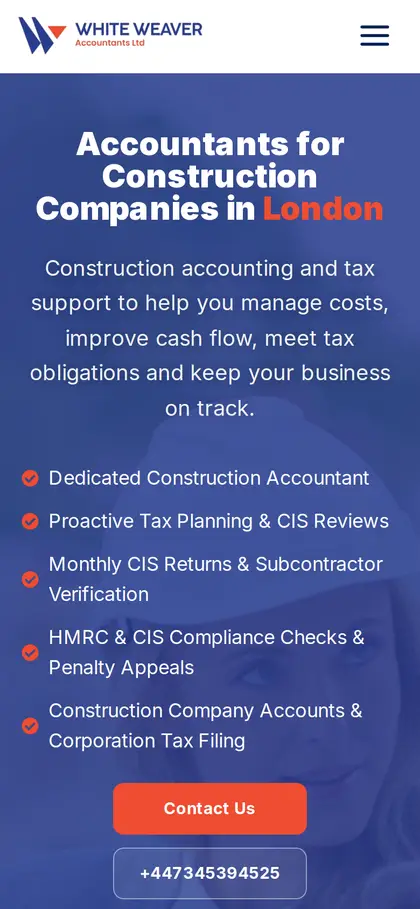 WHITE WEAVER
Accountants Ltd
Accountants for
Construction
Companies in London
Construction accounting and tax
support to help you manage costs,
improve cash flow, meet tax
obligations and keep your business
on track.
Dedicated Construction Accountant
Proactive Tax Planning & CIS Reviews
Monthly CIS Returns & Subcontractor
Verification
HMRC & CIS Compliance Checks &
Penalty Appeals
Construction Company Accounts &
Corporation Tax Filing
Contact Us
+447345394525